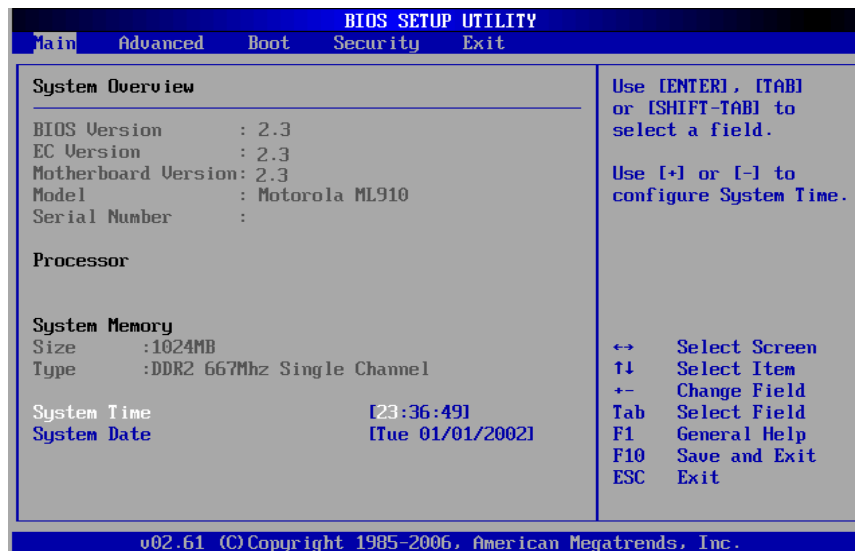 BIOS SETUP UTILITY
Main Advanced Boot Security Exit
System Overview
BIOS Version : 2.3
EC Version : 2.3
Motherboard Version: 2.3
Model : Motorola ML910
Serial Number :
Processor
System Memory
Size :1024MB
Type :DDR2 667Mhz Single Channel
System Time [23:36:49]
System Date [Tue 01/01/2002]
Use [ENTER], [TAB]
or [SHIFT-TAB] to
select a field.
Use [+] or [-] to
configure System Time.
←→ Select Screen
↑↓ Select Item
+- Change Field
Tab Select Field
F1 General Help
F10 Save and Exit
ESC Exit
v02.61 (C)Copyright 1985-2006, American Megatrends, Inc.